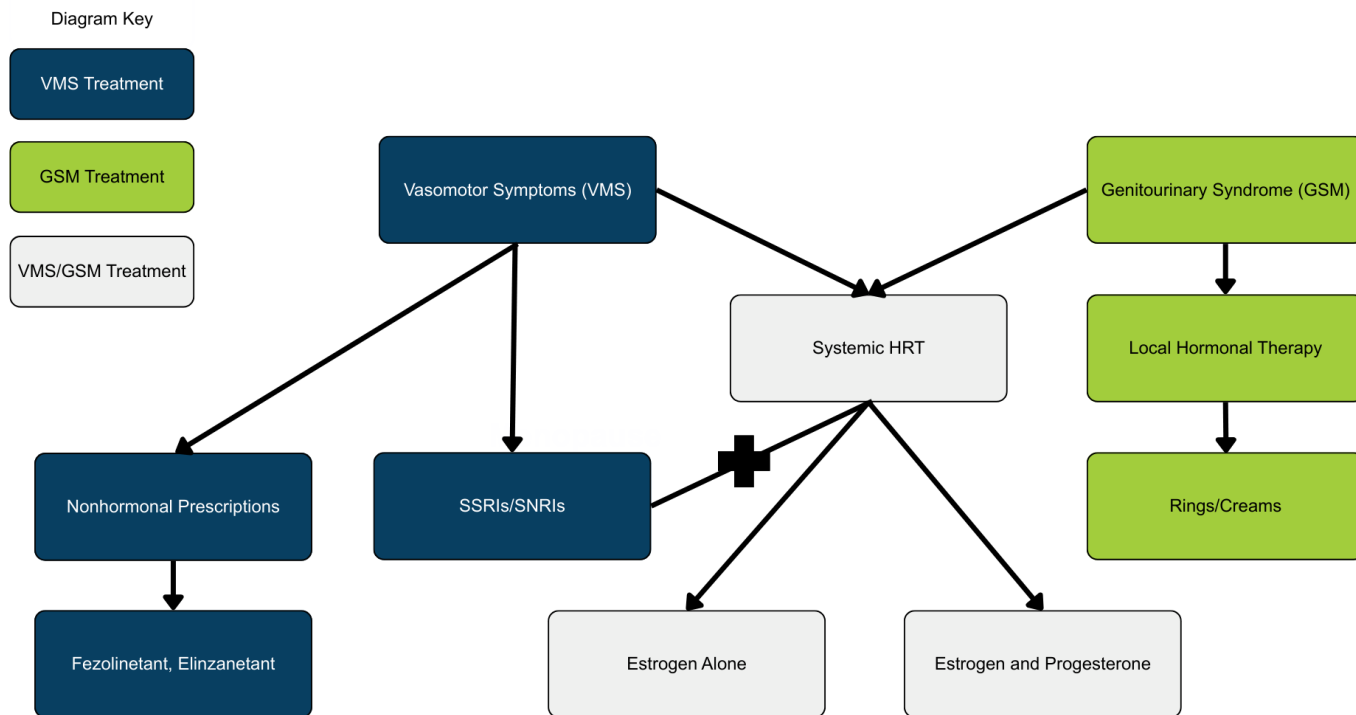 Diagram Key
VMS Treatment
GSM Treatment
VMS/GSM Treatment
Vasomotor Symptoms (VMS)
Genitourinary Syndrome (GSM)
Systemic HRT
Local Hormonal Therapy
Nonhormonal Prescriptions
SSRIs/SNRIs
Rings/Creams
Fezolinetant, Elinzanetant
Estrogen Alone
Estrogen and Progesterone